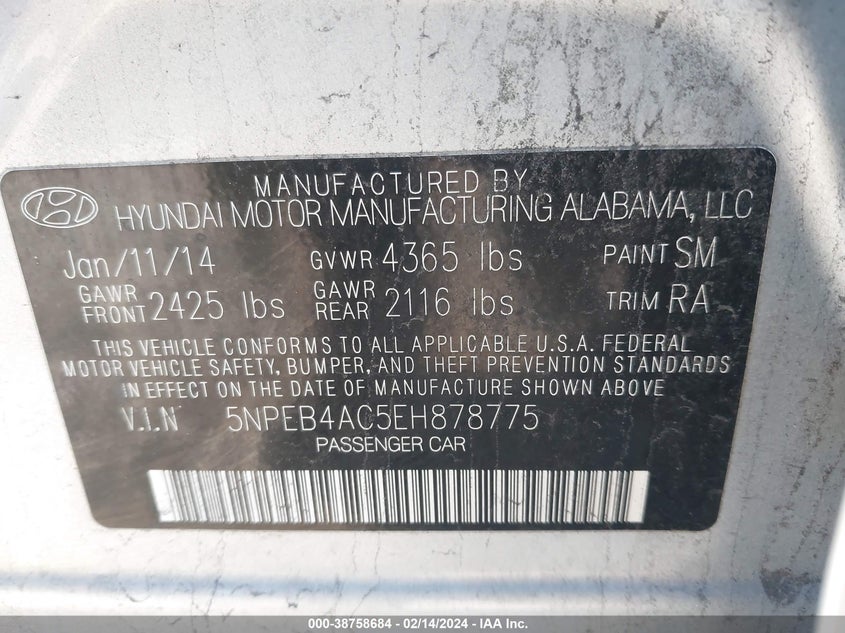 MANUFACTURED BY
HYUNDAI MOTOR MANUFACTURING ALABAMA, LLC
Jan/11/14 GVWR 4365 lbs PAINT SM
GAWR FRONT 2425 lbs GAWR REAR 2116 lbs TRIM RA
THIS VEHICLE CONFORMS TO ALL APPLICABLE U.S.A. FEDERAL
MOTOR VEHICLE SAFETY, BUMPER, AND THEFT PREVENTION STANDARDS
IN EFFECT ON THE DATE OF MANUFACTURE SHOWN ABOVE
V.I.N 5NPEB4AC5EH878775
PASSENGER CAR
000-38758684 - 02/14/2024 - IAAI.com